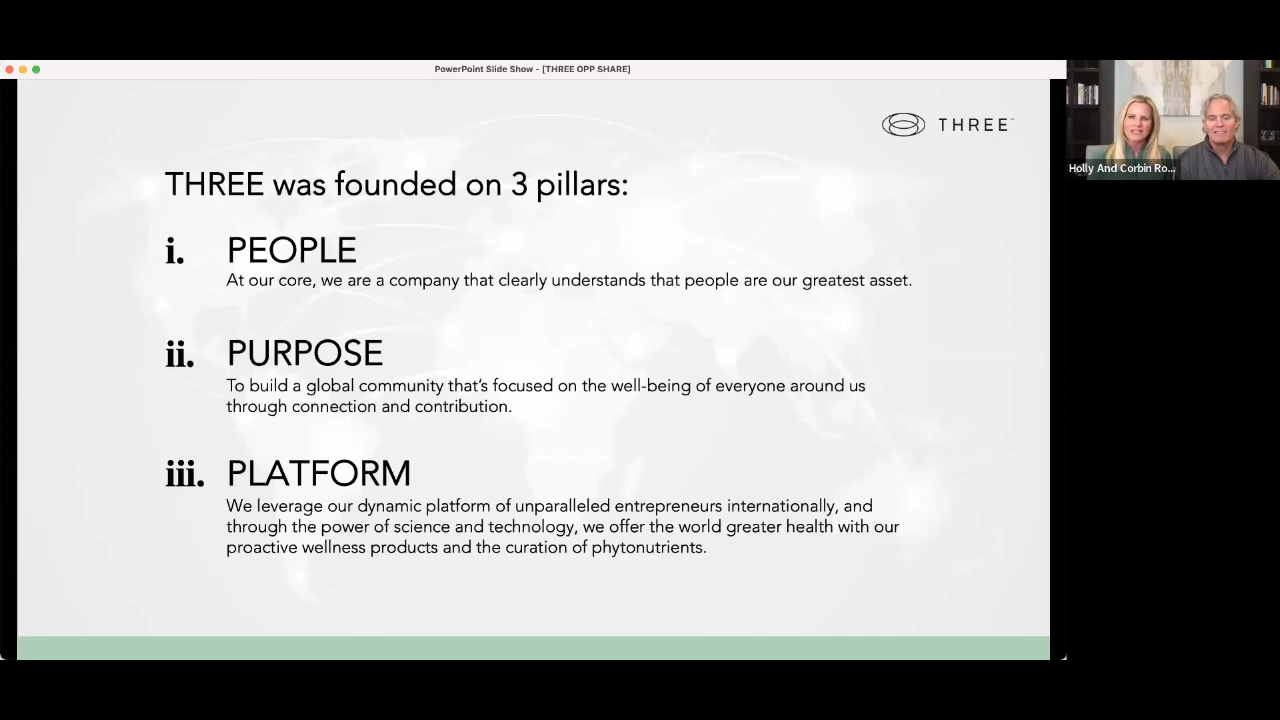 PowerPoint Slide Show - [THREE OPP SHARE]
THREE™
THREE was founded on 3 pillars:
i. PEOPLE
At our core, we are a company that clearly understands that people are our greatest asset.
ii. PURPOSE
To build a global community that's focused on the well-being of everyone around us
through connection and contribution.
iii. PLATFORM
We leverage our dynamic platform of unparalleled entrepreneurs internationally, and
through the power of science and technology, we offer the world greater health with our
proactive wellness products and the curation of phytonutrients.
Holly And Corbin Ro...